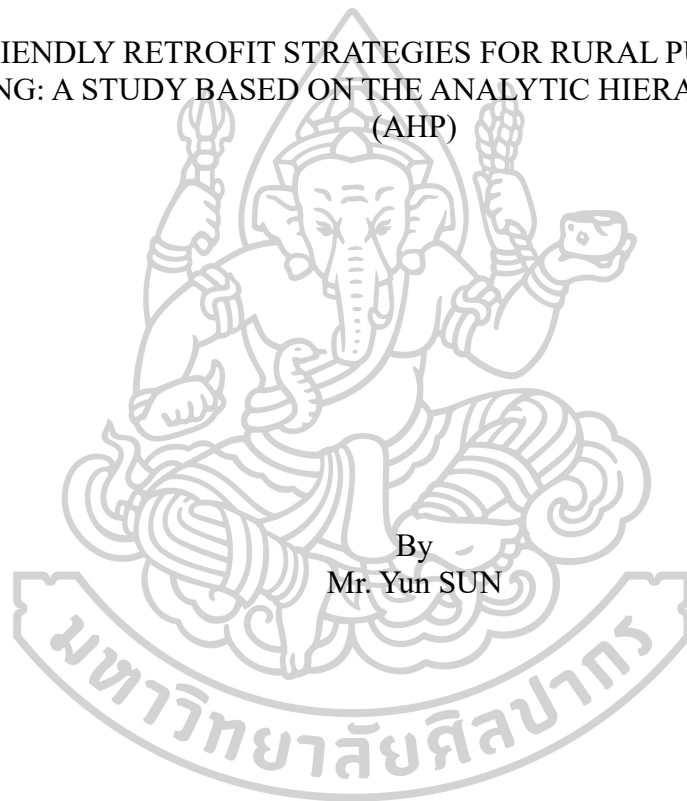 IENDLY RETROFIT STRATEGIES FOR RURAL PU
NG: A STUDY BASED ON THE ANALYTIC HIERA
(AHP)
By
Mr. Yun SUN
มหาวิทยาลัยศิลปากร